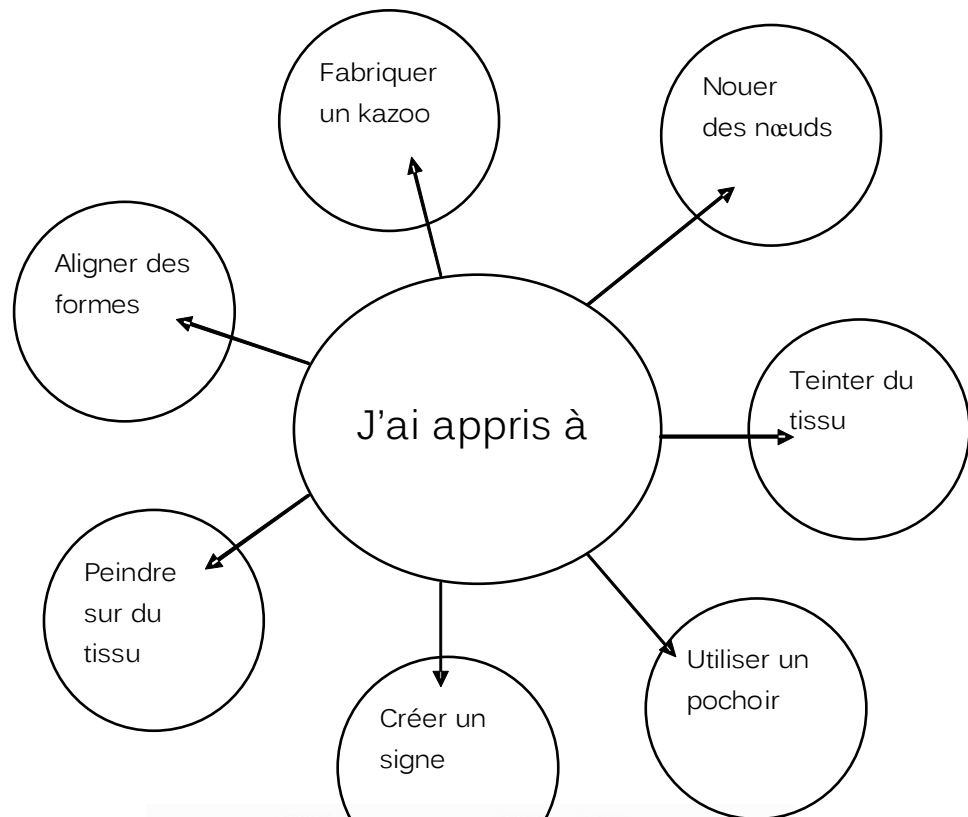 Fabriquer
un kazoo
Nouer
des nœuds
Aligner des
formes
Teinter du
tissu
J'ai appris à
Peindre
sur du
tissu
Utiliser un
pochoir
Créer un
signe